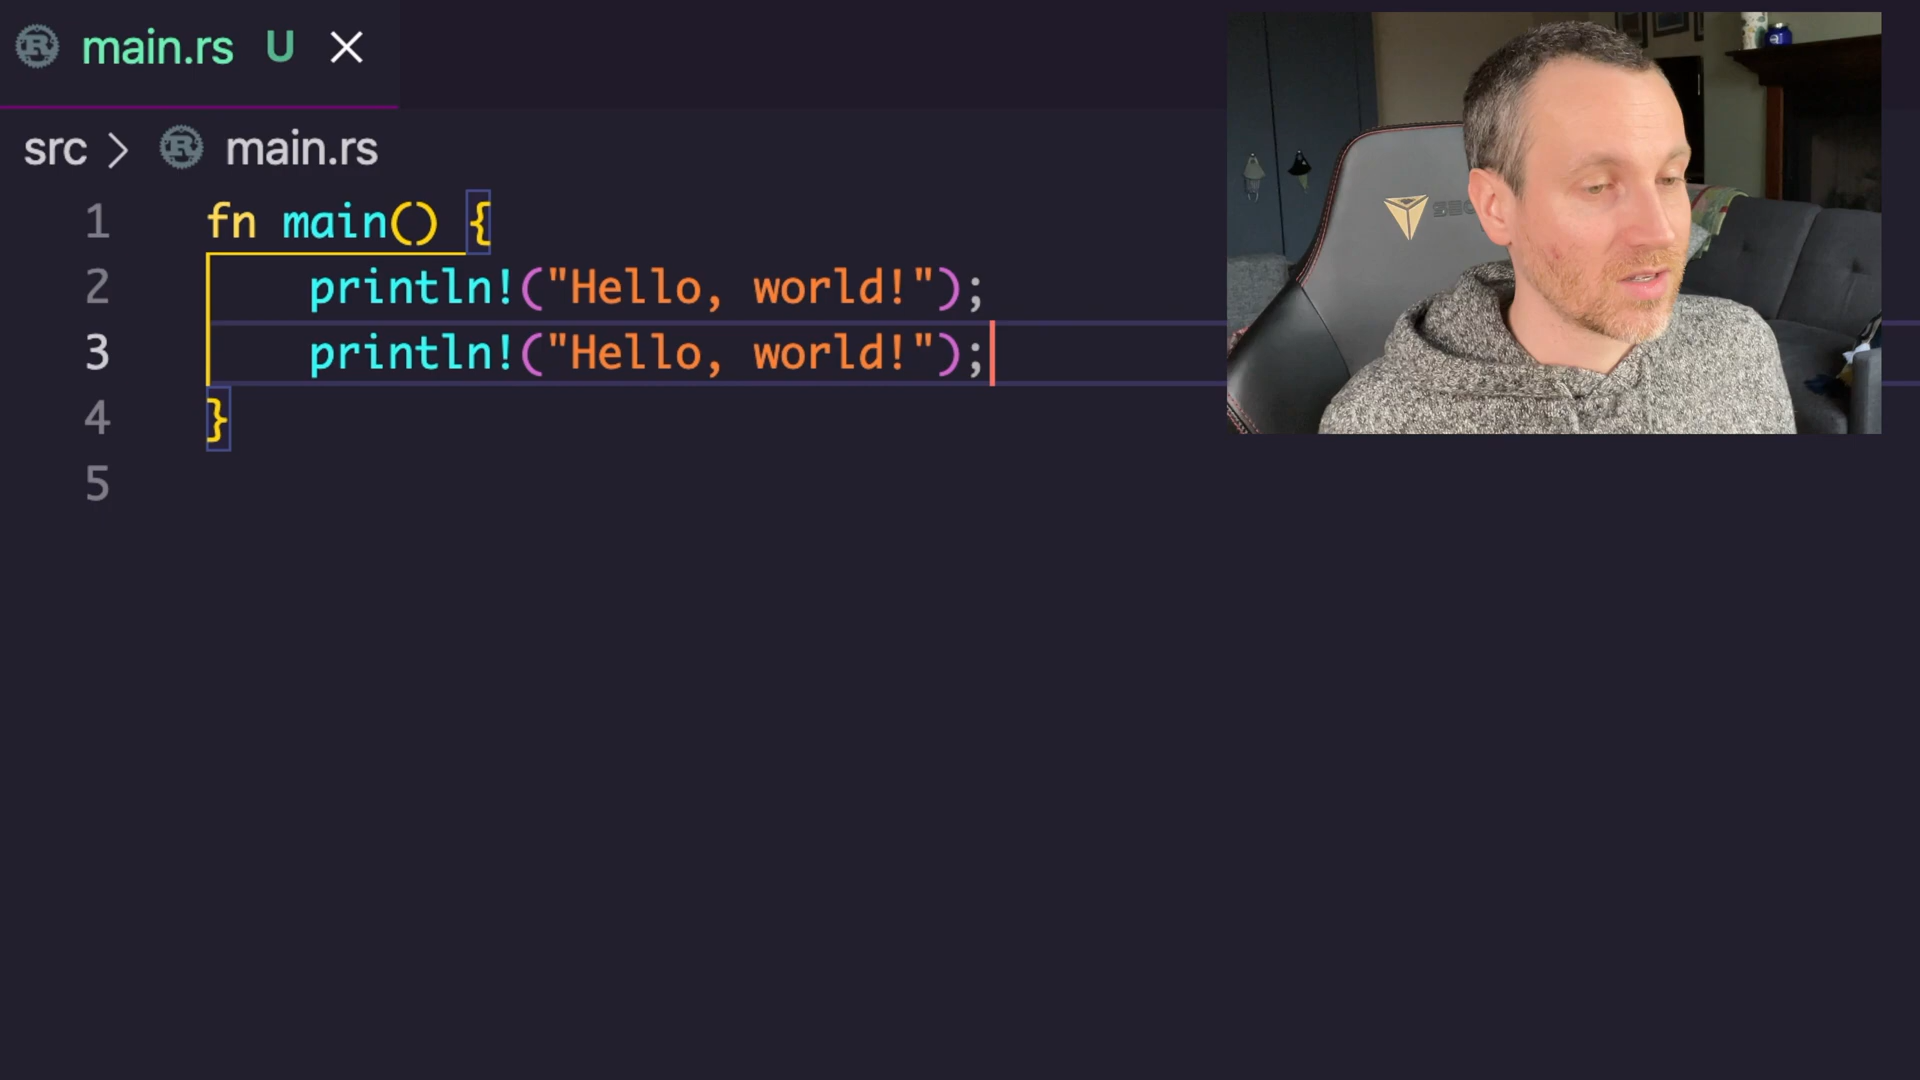 main.rs U
src > main.rs
1 fn main() {
2 println!("Hello, world!");
3 println!("Hello, world!");
4 }
5